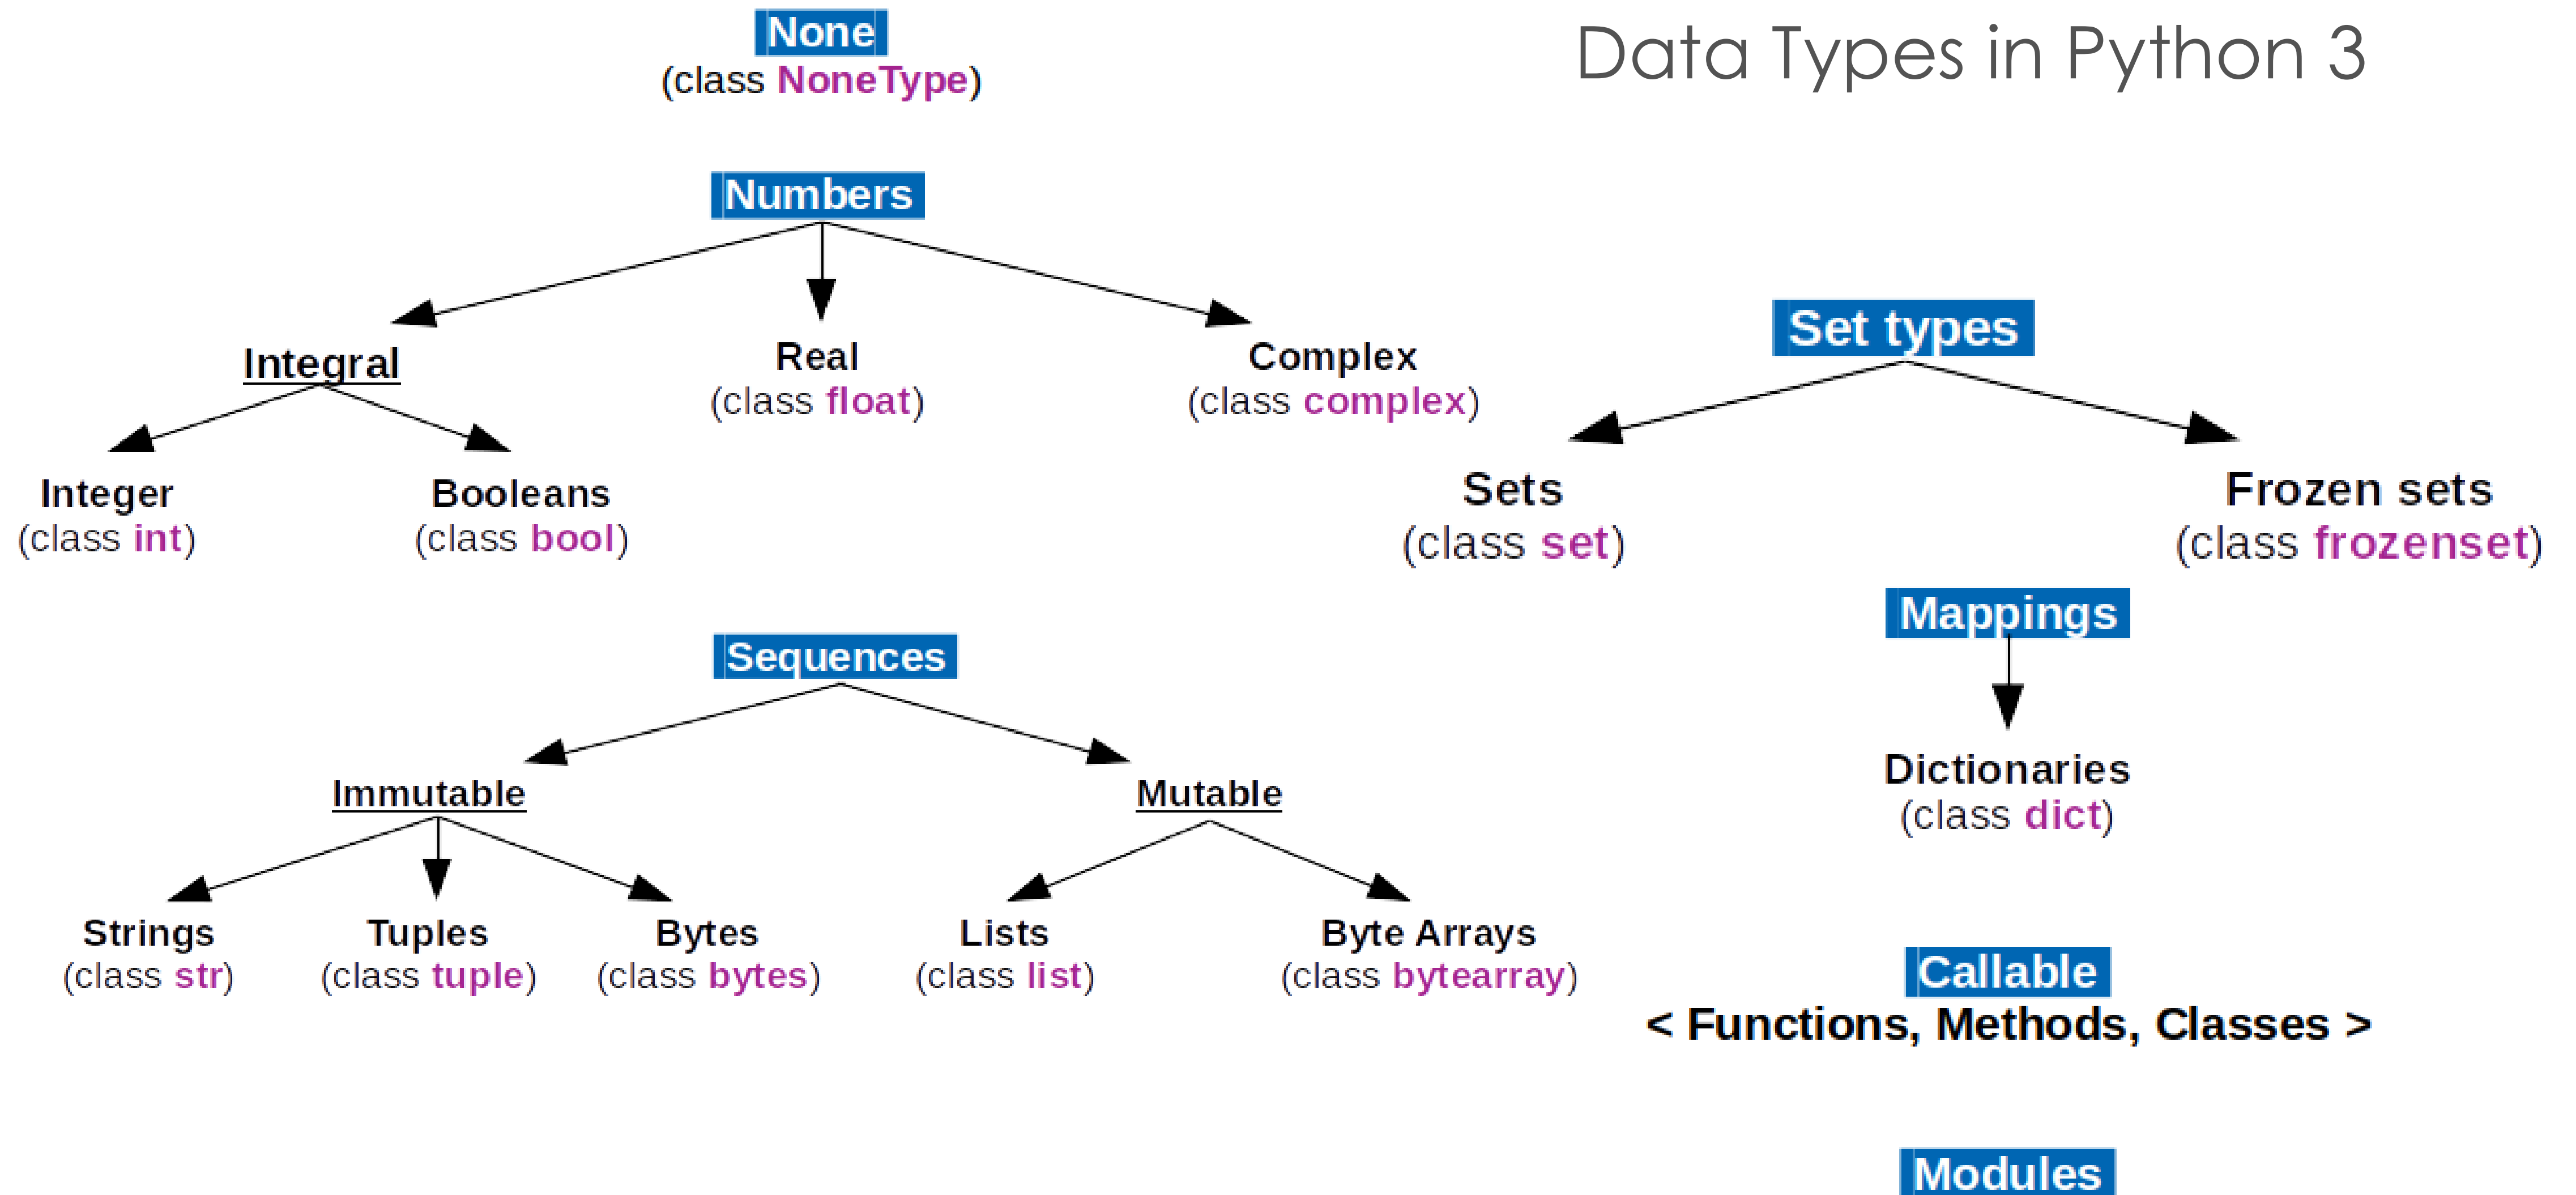 Data Types in Python 3
None
(class NoneType)
Numbers
Integral
Real
(class float)
Complex
(class complex)
Integer
(class int)
Booleans
(class bool)
Set types
Sets
(class set)
Frozen sets
(class frozenset)
Sequences
Immutable
Mutable
Strings
(class str)
Tuples
(class tuple)
Bytes
(class bytes)
Lists
(class list)
Byte Arrays
(class bytearray)
Mappings
Dictionaries
(class dict)
Callable
< Functions, Methods, Classes >
Modules